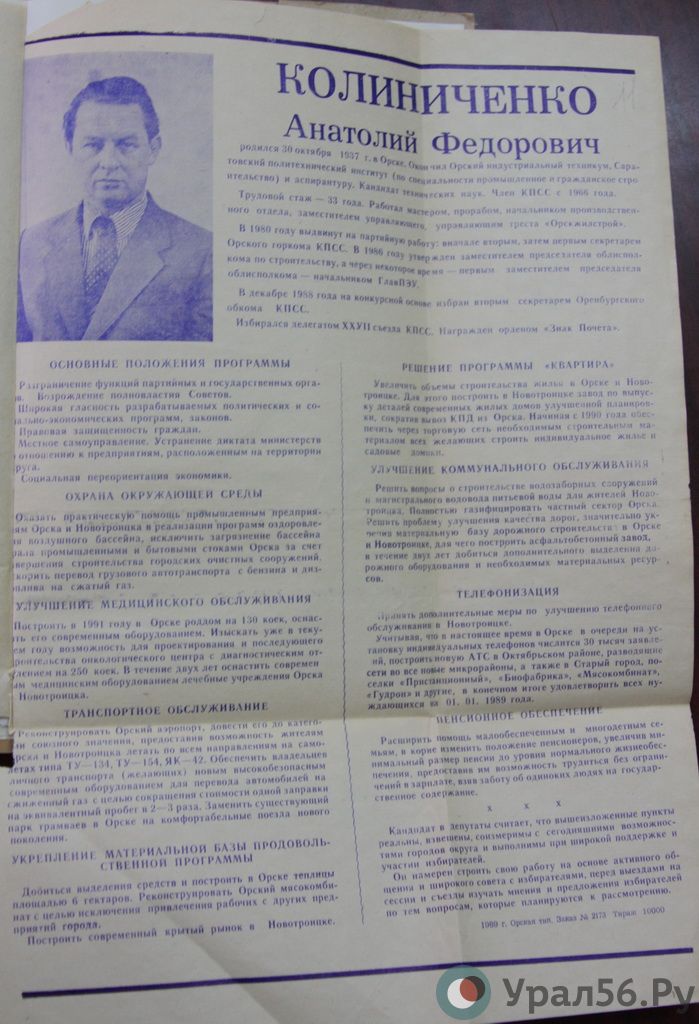 КОЛИНИЧЕНКО
Анатолий Федорович
родился 30 октября 1937 г. в Орске. Окончил Орский индустриальный техникум, Сара-
товский политехнический институт (по специальности промышленное и гражданское стро-
ительство) и аспирантуру. Кандидат технических наук. Член КПСС с 1966 года.
Трудовой стаж — 33 года. Работал мастером, прорабом, начальником производствен-
ного отдела, заместителем управляющего, управляющим треста «Орскжилстрой».
В 1980 году выдвинут на партийную работу: вначале вторым, затем первым секретарем
Орского горкома КПСС. В 1986 году утвержден заместителем председателя облиспол-
кома по строительству, а через некоторое время — первым заместителем председателя
облисполкома — начальником ГлавПЭУ.
В декабре 1988 года на конкурсной основе избран вторым секретарем Оренбургского
обкома КПСС.
Избирался делегатом XXVII съезда КПСС. Награжден орденом «Знак Почета».
ОСНОВНЫЕ ПОЛОЖЕНИЯ ПРОГРАММЫ
Разграничение функций партийных и государственных орга-
в. Возрождение полновластия Советов.
Широкая гласность разрабатываемых политических и со-
ально-экономических программ, законов.
Правовая защищенность граждан.
Местное самоуправление. Устранение диктата министерств
отношению к предприятиям, расположенным на территории
руга.
Социальная переориентация экономики.
ОХРАНА ОКРУЖАЮЩЕЙ СРЕДЫ
Оказать практическую помощь промышленным предприя-
ям Орска и Новотроицка в реализации программ оздоровле-
я воздушного бассейна, исключить загрязнение бассейна
рала промышленными и бытовыми стоками Орска за счет
вершения строительства городских очистных сооружений.
корить перевод грузового автотранспорта с бензина и диз-
оплива на сжатый газ.
УЛУЧШЕНИЕ МЕДИЦИНСКОГО ОБСЛУЖИВАНИЯ
Построить в 1991 году в Орске роддом на 130 коек, оснас-
ть его современным оборудованием. Изыскать уже в теку-
ем году возможность для проектирования и последующего
роительства онкологического центра с диагностическим от-
лением на 250 коек. В течение двух лет оснастить современ
ым медицинским оборудованием лечебные учреждения Орска
Новотроицка.
ТРАНСПОРТНОЕ ОБСЛУЖИВАНИЕ
Реконструировать Орский аэропорт, довести его до катего-
ии союзного значения, предоставив возможность жителям
рска и Новотроицка летать по всем направлениям на само-
летах типа ТУ—134, ТУ—154, ЯК—42. Обеспечить владельцев
личного транспорта (желающих) новым высокобезопасным
современным оборудованием для перевода автомобилей на
сжиженный газ с целью сокращения стоимости одной заправки
на эквивалентный пробег в 2—3 раза. Заменить существующий
парк трамваев в Орске на комфортабельные поезда нового
поколения.
УКРЕПЛЕНИЕ МАТЕРИАЛЬНОЙ БАЗЫ ПРОДОВОЛЬ-
СТВЕННОЙ ПРОГРАММЫ
Добиться выделения средств и построить в Орске теплицы
площадью 6 гектаров. Реконструировать Орский мясокомби-
нат с целью исключения привлечения рабочих с других пред-
приятий города.
Построить современный крытый рынок в Новотроицке.
РЕШЕНИЕ ПРОГРАММЫ «КВАРТИРА»
Увеличить объемы строительства жилья в Орске и Ново-
троицке. Для этого построить в Новотроицке завод по выпус-
ку деталей современных жилых домов улучшенной планиров-
ки, сократив вывоз КПД из Орска. Начиная с 1990 года обес-
печить через торговую сеть необходимым строительным ма-
териалом всех желающих строить индивидуальное жилье и
садовые домики.
УЛУЧШЕНИЕ КОММУНАЛЬНОГО ОБСЛУЖИВАНИЯ
Решить вопросы о строительстве водозаборных сооружений
и магистрального водовода питьевой воды для жителей Ново-
троицка. Полностью газифицировать частный сектор Орска.
Решить проблему улучшения качества дорог, значительно ук-
репив материальную базу дорожного строительства в Орске
и Новотроицке, для чего построить асфальтобетонный завод,
в течение двух лет добиться дополнительного выделения до-
рожного оборудования и необходимых материальных ресур-
сов.
ТЕЛЕФОНИЗАЦИЯ
Принять дополнительные меры по улучшению телефонного
обслуживания в Новотроицке.
Учитывая, что в настоящее время в Орске в очереди на ус-
тановку индивидуальных телефонов числится 30 тысяч заявле-
ний, построить новую АТС в Октябрьском районе, разводящие
сети во все новые микрорайоны, а также в Старый город, по-
селки «Пристанционный», «Биофабрика», «Мясокомбинат»,
«Гудрон» и другие, в конечном итоге удовлетворить всех ну-
ждающихся на 01. 01. 1989 года.
ПЕНСИОННОЕ ОБЕСПЕЧЕНИЕ
Расширить помощь малообеспеченным и многодетным се-
мьям, в корне изменить положение пенсионеров, увеличив ми-
нимальный размер пенсии до уровня нормального жизнеобес-
печения, предоставив им возможность трудиться без ограни-
чений в зарплате, взяв заботу об одиноких людях на государ-
ственное содержание.
х х х
Кандидат в депутаты считает, что вышеизложенные пункты
реальны, взвешены, соизмеримы с сегодняшними возможнос-
тями городов округа и выполнимы при широкой поддержке и
участии избирателей.
Он намерен строить свою работу на основе активного об-
щения и широкого совета с избирателями, перед выездами на
сессии и съезды изучать мнения и предложения избирателей
по тем вопросам, которые планируются к рассмотрению.
1989 г. Орская тип. Заказ № 2173 Тираж 10000
Урал56.Ру